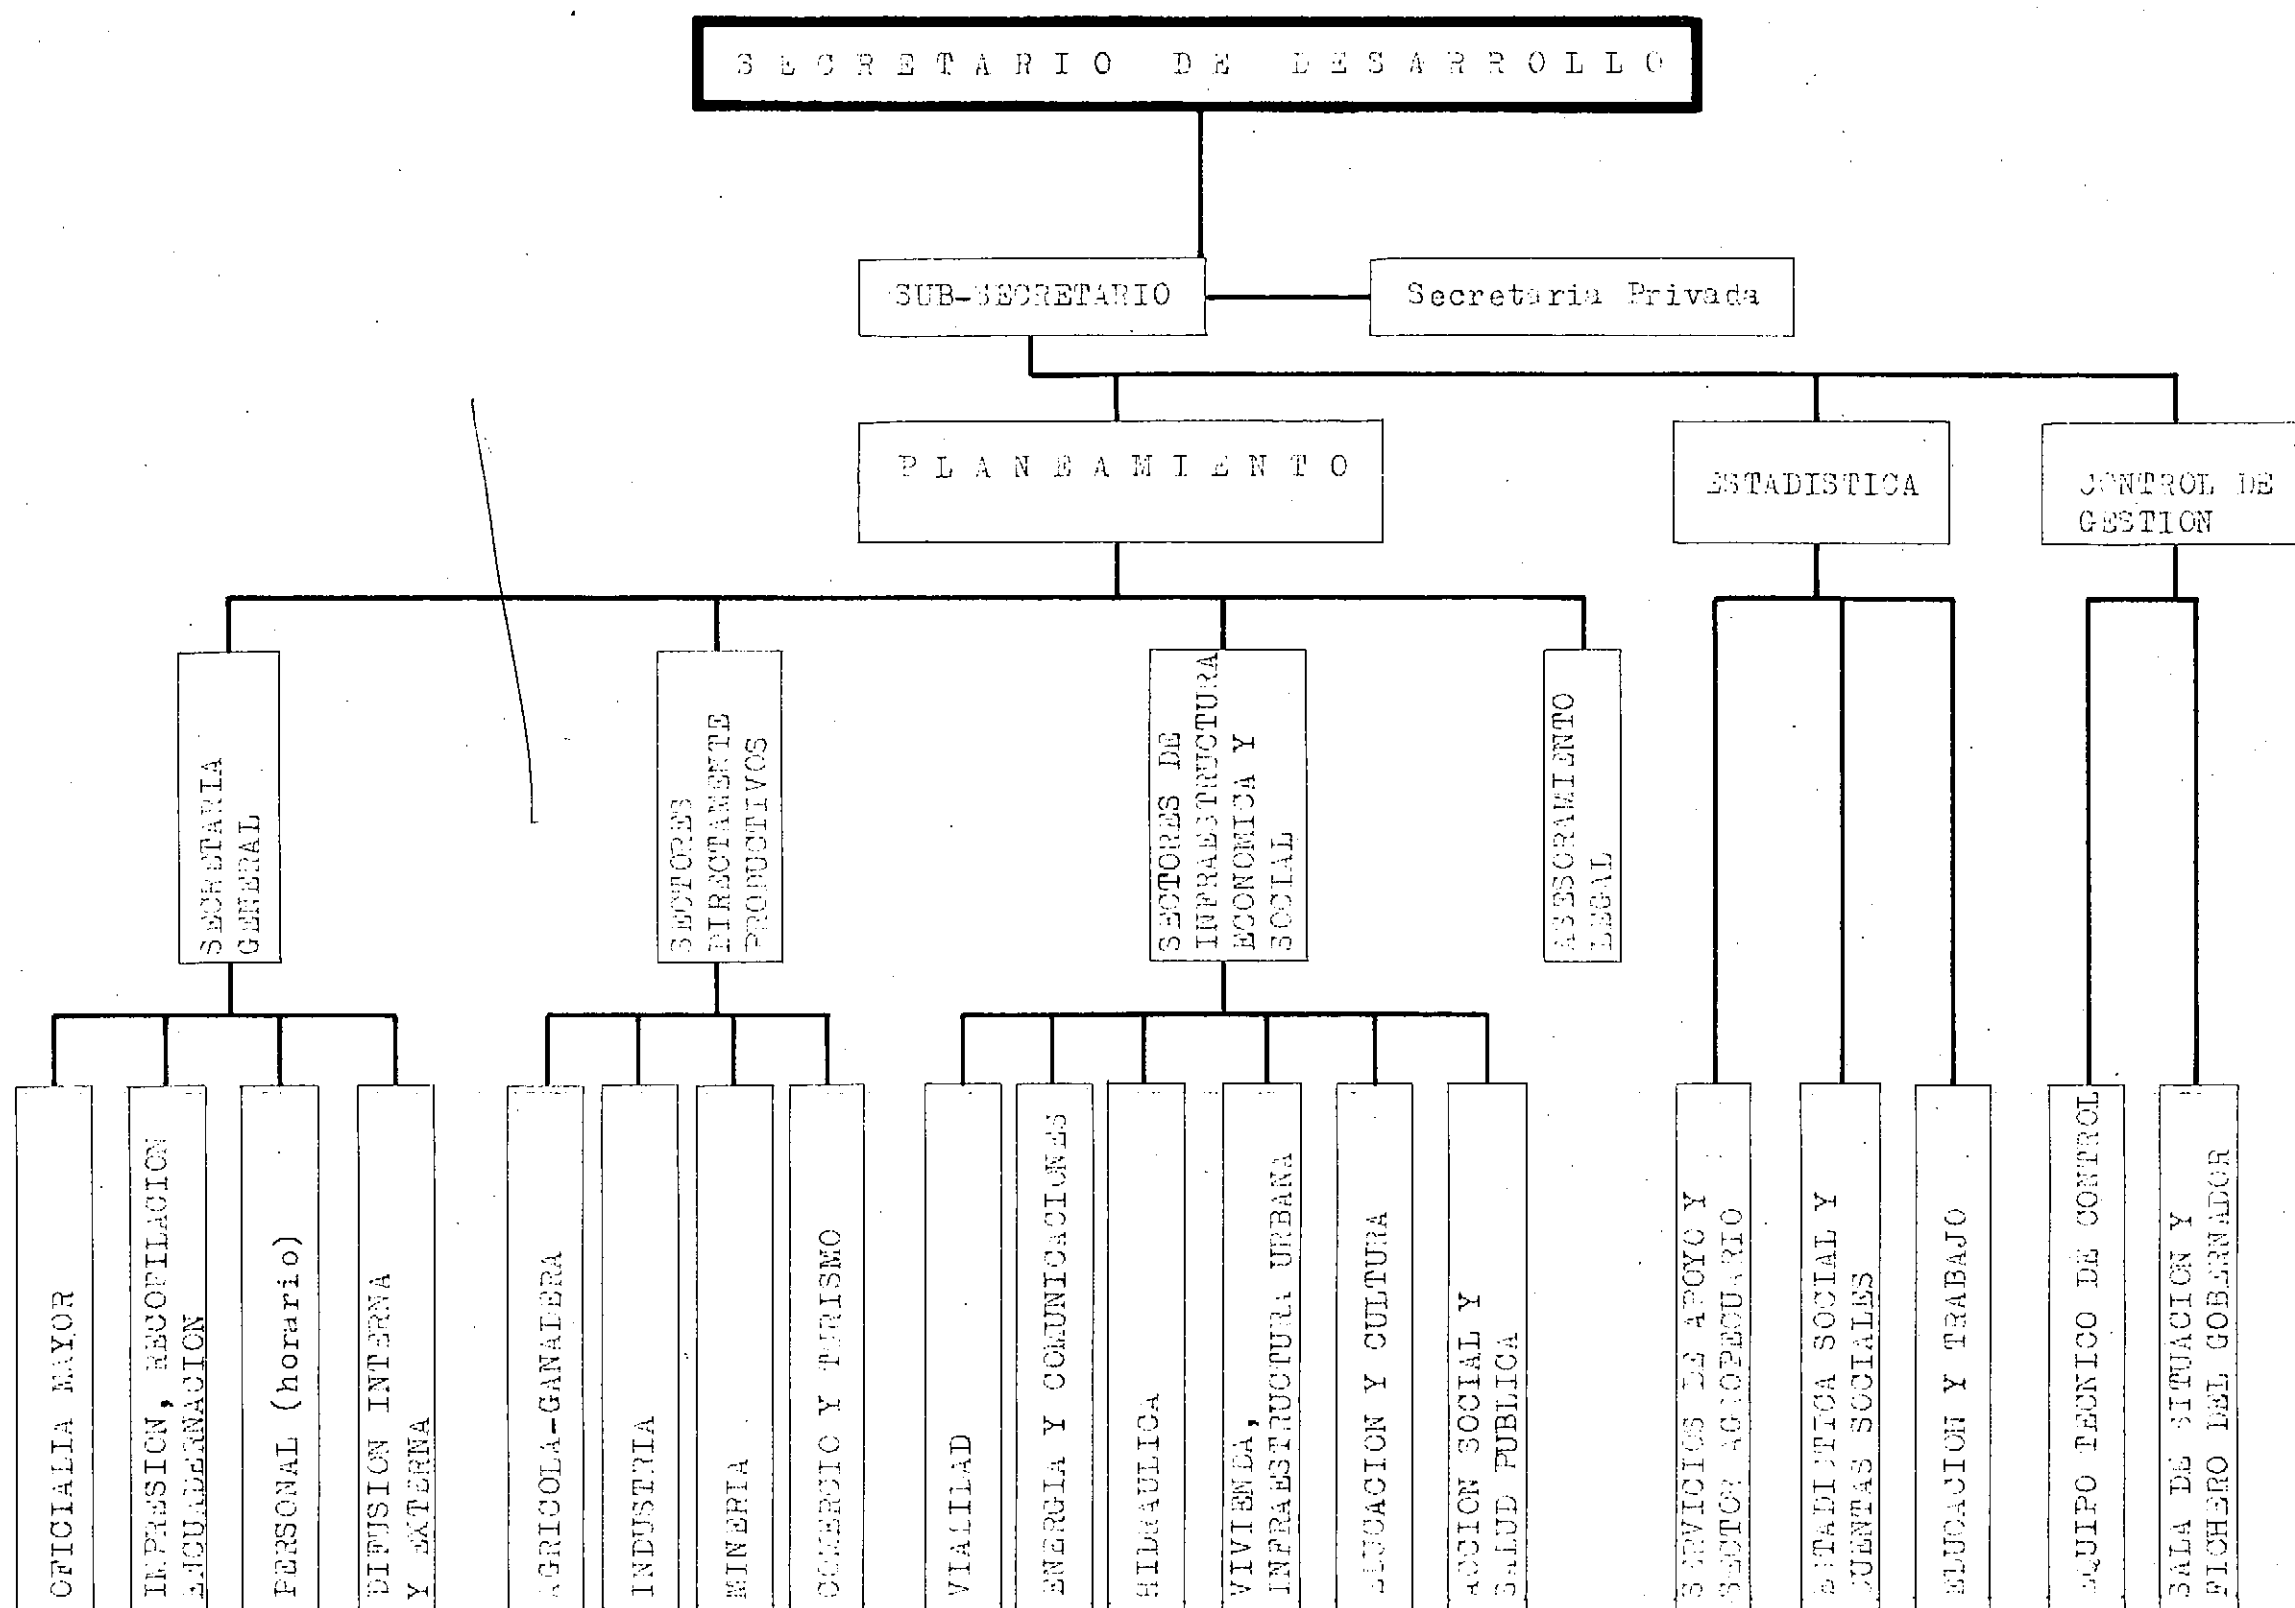 SECRETARIO DE DESARROLLO
SUB-SECRETARIO
Secretaria Privada
PLANEAMIENTO
ESTADISTICA
CONTROL DE
GESTION
SECRETARIA
GENERAL
SECTORES
DIRECTAMENTE
PRODUCTIVOS
SECTORES DE
INFRAESTRUCTURA
ECONOMICA Y
SOCIAL
ASESORAMIENTO
LEGAL
OFICIALIA MAYOR
IMPRESION, RECOPILACION
ENCUADERNACION
PERSONAL (horario)
DIFUSION INTERNA
Y EXTERNA
AGRICOLA-GANADERA
INDUSTRIA
MINERIA
COMERCIO Y TURISMO
VIALIDAD
ENERGIA Y COMUNICACIONES
HIDRAULICA
VIVIENDA,
INFRAESTRUCTURA URBANA
EDUCACION Y CULTURA
ACCION SOCIAL Y
SALUD PUBLICA
SERVICIOS DE APOYO Y
SECTOR AGROPECUARIO
ESTADISTICA SOCIAL Y
CUENTAS SOCIALES
EDUCACION Y TRABAJO
EQUIPO TECNICO DE CONTROL
SALA DE SITUACION Y
FICHERO DEL GOBERNADOR